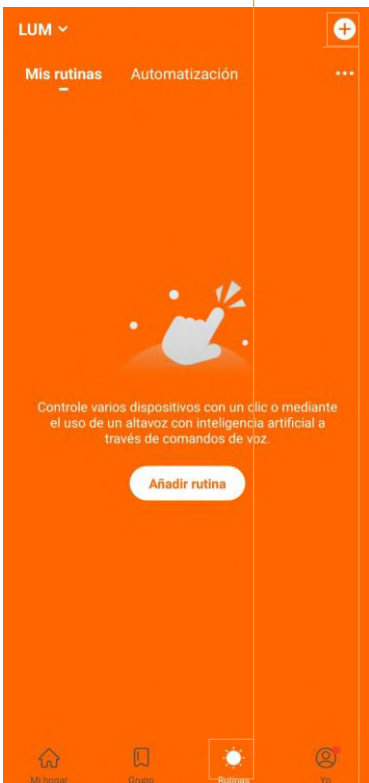 LUM
Mis rutinas Automatización
Controle varios dispositivos con un clic o mediante
el uso de un altavoz con inteligencia artificial a
través de comandos de voz.
Añadir rutina
Mi hogar Grupo Rutinas Yo